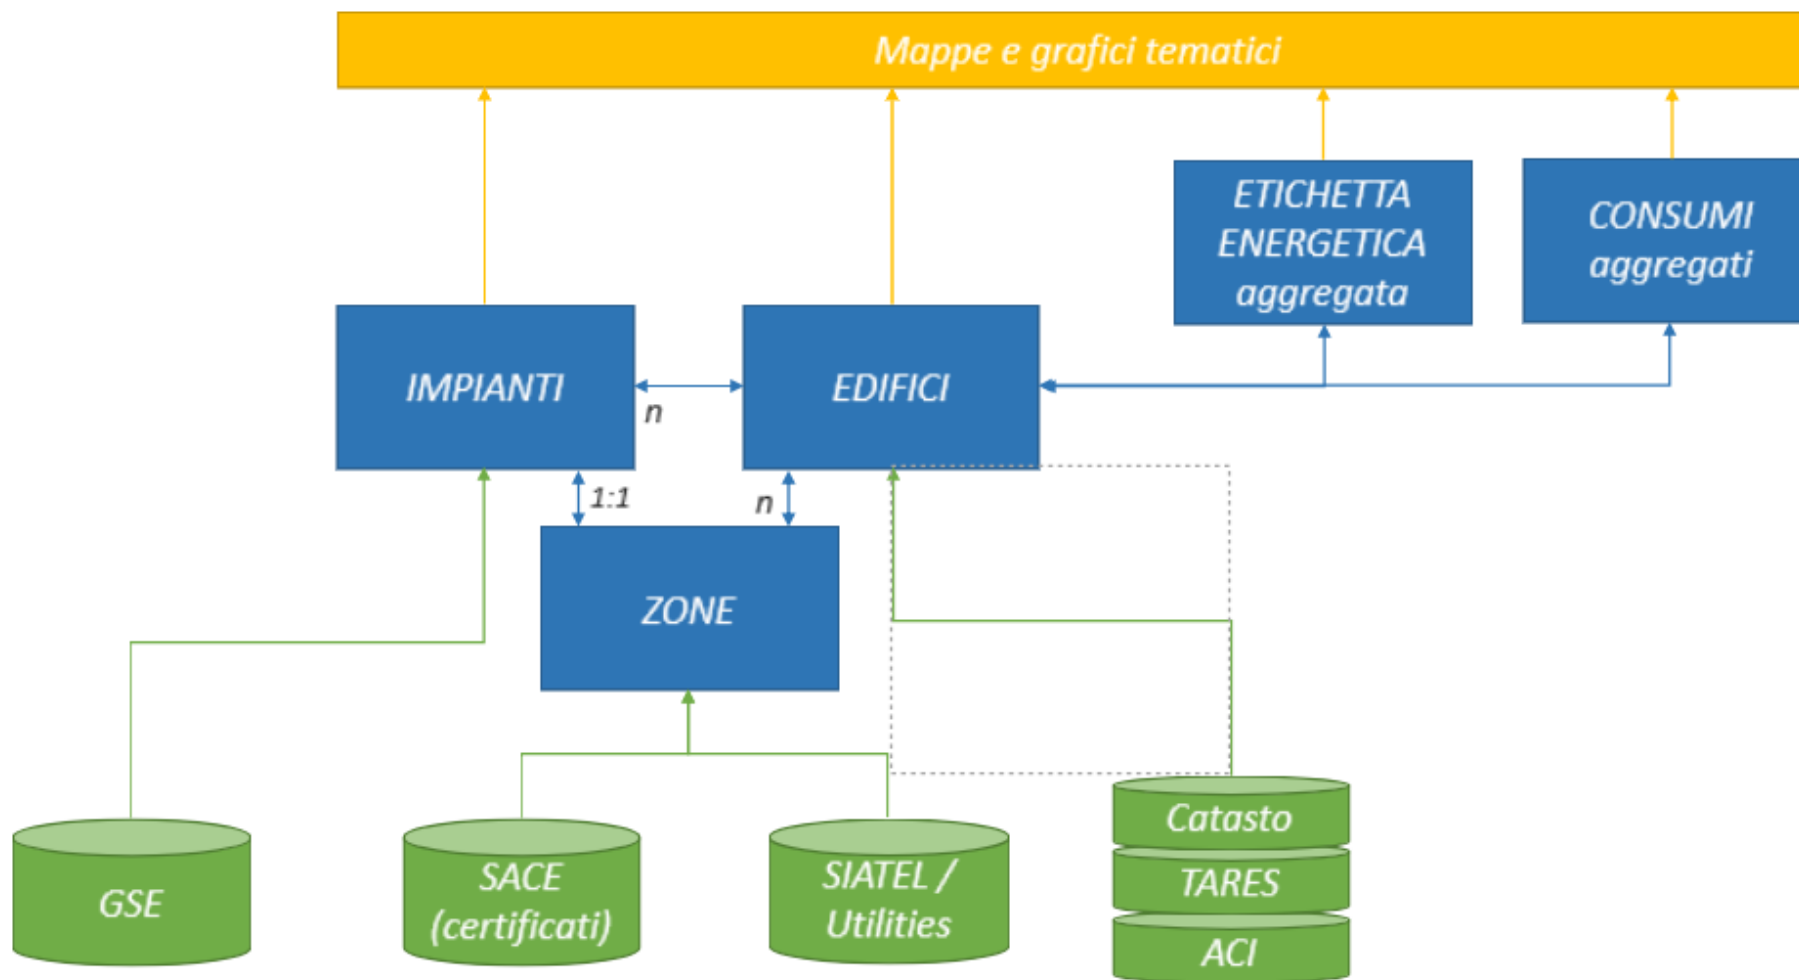 Mappe e grafici tematici
ETICHETTA
ENERGETICA
aggregata
CONSUMI
aggregati
IMPIANTI
n
EDIFICI
1:1
n
ZONE
GSE
SACE
(certificati)
SIATEL /
Utilities
Catasto
TARES
ACI